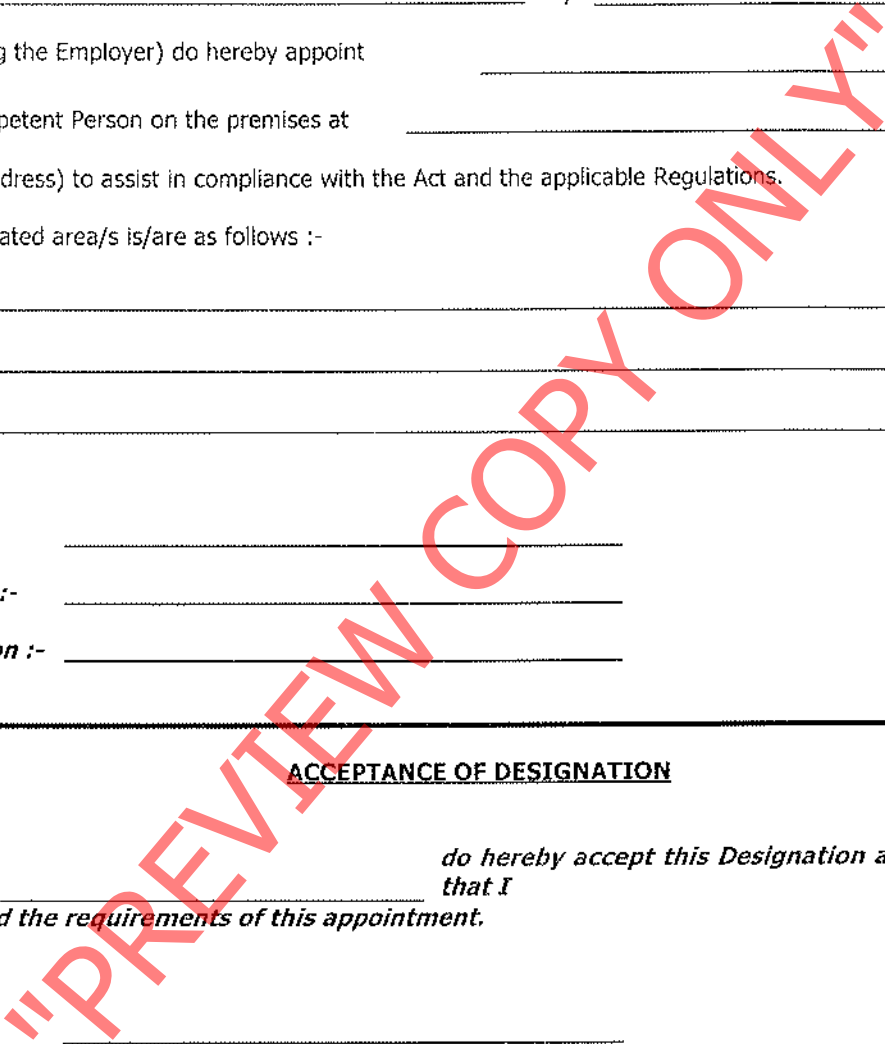 g the Employer) do hereby appoint
petent Person on the premises at
dress) to assist in compliance with the Act and the applicable Regulations.
ated area/s is/are as follows :-
:-
on :-
ACCEPTANCE OF DESIGNATION
do hereby accept this Designation a
that I
d the requirements of this appointment.
"PREVIEW COPY ONLY"